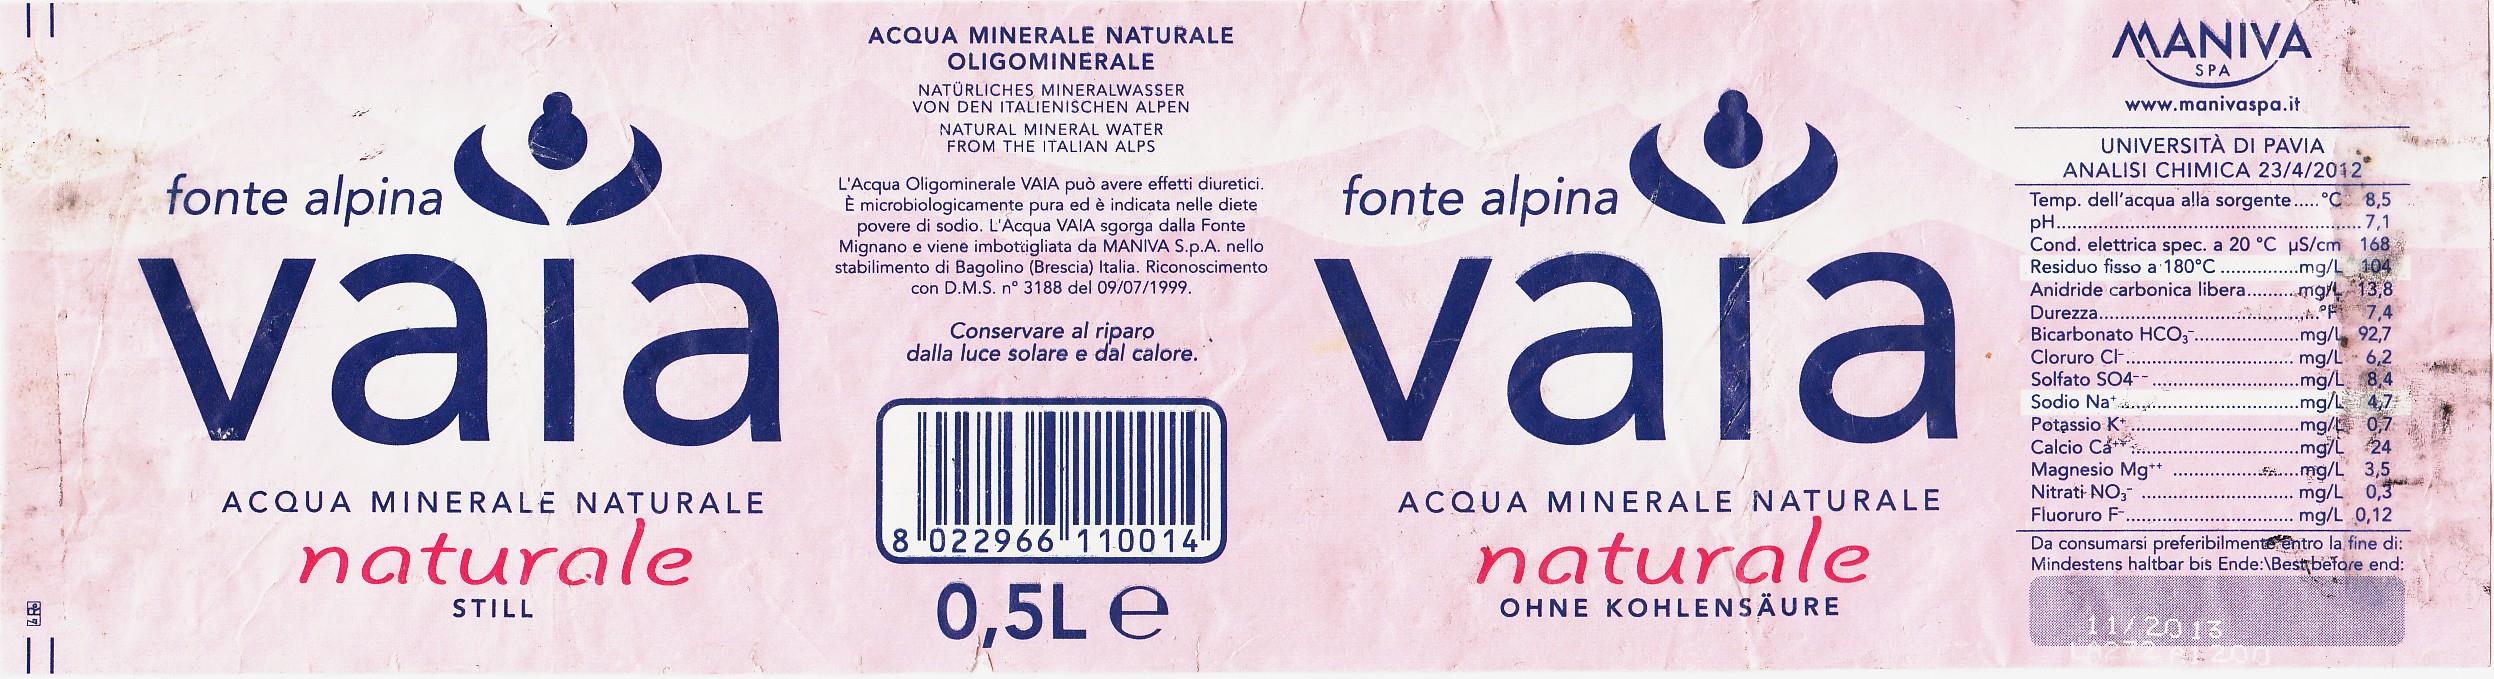 fonte alpina
vaia
ACQUA MINERALE NATURALE
naturale
STILL
ACQUA MINERALE NATURALE
OLIGOMINERALE
NATÜRLICHES MINERALWASSER
VON DEN ITALIENISCHEN ALPEN
NATURAL MINERAL WATER
FROM THE ITALIAN ALPS
L'Acqua Oligominerale VAIA può avere effetti diuretici.
È microbiologicamente pura ed è indicata nelle diete
povere di sodio. L'Acqua VAIA sgorga dalla Fonte
Mignano e viene imbottigliata da MANIVA S.p.A. nello
stabilimento di Bagolino (Brescia) Italia. Riconoscimento
con D.M.S. n° 3188 del 09/07/1999.
Conservare al riparo
dalla luce solare e dal calore.
8 022966 110014
0,5L e
fonte alpina
vaia
ACQUA MINERALE NATURALE
naturale
OHNE KOHLENSÄURE
MANIVA
SPA
www.manivaspa.it
UNIVERSITÀ DI PAVIA
ANALISI CHIMICA 23/4/2012
Temp. dell'acqua alla sorgente.....°C 8,5
pH.................................................7,1
Cond. elettrica spec. a 20 °C µS/cm 168
Residuo fisso a 180°C ...............mg/L 104
Anidride carbonica libera..........mg/L 13,8
Durezza..........................................°F 7,4
Bicarbonato HCO₃⁻....................mg/L 92,7
Cloruro Cl⁻.................................mg/L 6,2
Solfato SO4⁻⁻.............................mg/L 8,4
Sodio Na⁺..................................mg/L 4,7
Potassio K⁺................................mg/L 0,7
Calcio Ca⁺⁺................................mg/L 24
Magnesio Mg⁺⁺ ........................mg/L 3,5
Nitrati NO₃⁻ .............................. mg/L 0,3
Fluoruro F⁻................................. mg/L 0,12
Da consumarsi preferibilmente entro la fine di:
Mindestens haltbar bis Ende:\Best before end:
11/2013